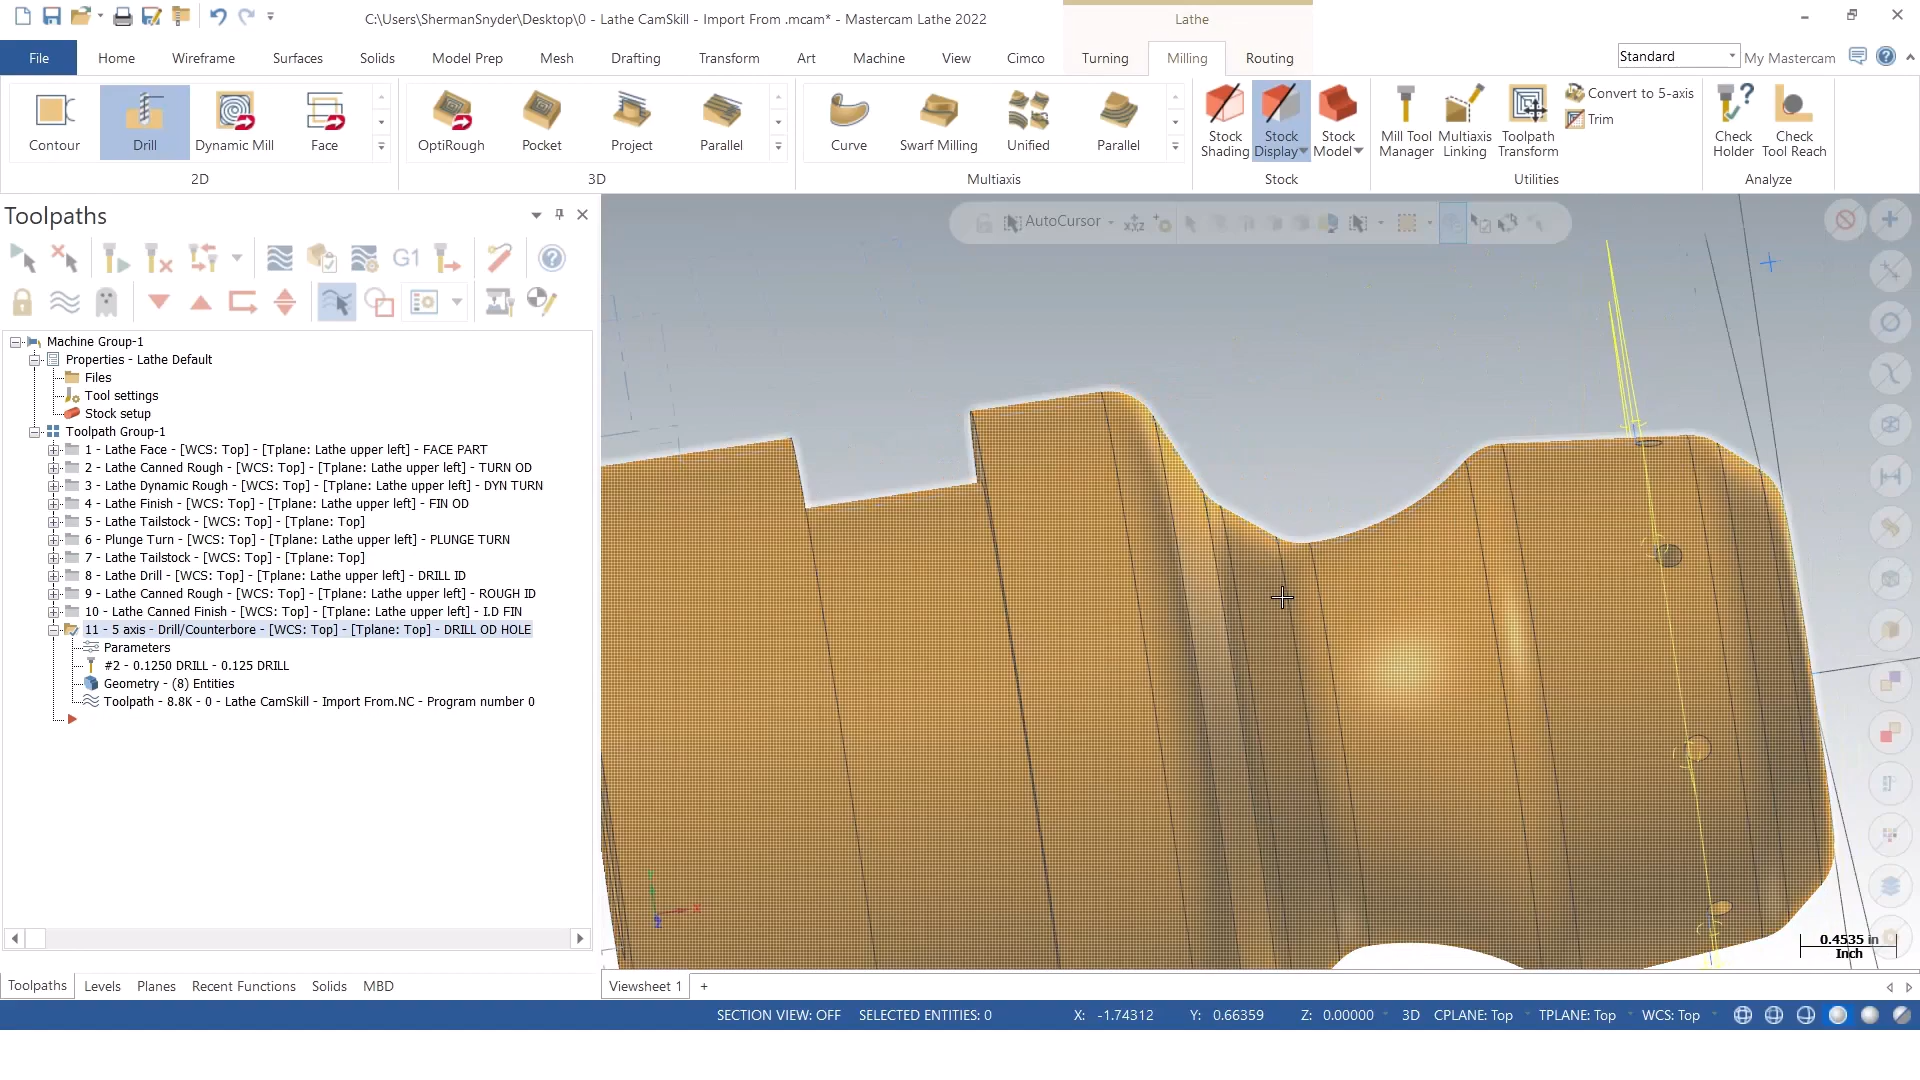 C:\Users\ShermanSnyder\Desktop\0 - Lathe CamSkill - Import From .mcam* - Mastercam Lathe 2022
Lathe
File Home Wireframe Surfaces Solids Model Prep Mesh Drafting Transform Art Machine View Cimco Turning Milling Routing
Standard My Mastercam
Contour Drill Dynamic Mill Face
2D
OptiRough Pocket Project Parallel
3D
Curve Swarf Milling Unified Parallel
Multiaxis
Stock Shading
Stock Display
Stock Model
Stock
Mill Tool Manager
Multiaxis Linking
Toolpath Transform
Convert to 5-axis
Trim
Utilities
Check Holder
Check Tool Reach
Analyze
Toolpaths
AutoCursor
XYZ
G1
Machine Group-1
Properties - Lathe Default
Files
Tool settings
Stock setup
Toolpath Group-1
1 - Lathe Face - [WCS: Top] - [Tplane: Lathe upper left] - FACE PART
2 - Lathe Canned Rough - [WCS: Top] - [Tplane: Lathe upper left] - TURN OD
3 - Lathe Dynamic Rough - [WCS: Top] - [Tplane: Lathe upper left] - DYN TURN
4 - Lathe Finish - [WCS: Top] - [Tplane: Lathe upper left] - FIN OD
5 - Lathe Tailstock - [WCS: Top] - [Tplane: Top]
6 - Plunge Turn - [WCS: Top] - [Tplane: Lathe upper left] - PLUNGE TURN
7 - Lathe Tailstock - [WCS: Top] - [Tplane: Top]
8 - Lathe Drill - [WCS: Top] - [Tplane: Lathe upper left] - DRILL ID
9 - Lathe Canned Rough - [WCS: Top] - [Tplane: Lathe upper left] - ROUGH ID
10 - Lathe Canned Finish - [WCS: Top] - [Tplane: Lathe upper left] - I.D FIN
11 - 5 axis - Drill/Counterbore - [WCS: Top] - [Tplane: Top] - DRILL OD HOLE
Parameters
#2 - 0.1250 DRILL - 0.125 DRILL
Geometry - (8) Entities
Toolpath - 8.8K - 0 - Lathe CamSkill - Import From.NC - Program number 0
X
0.4535 in
Inch
Toolpaths Levels Planes Recent Functions Solids MBD
Viewsheet 1 +
SECTION VIEW: OFF SELECTED ENTITIES: 0 X: -1.74312 Y: 0.66359 Z: 0.00000 3D CPLANE: Top TPLANE: Top WCS: Top